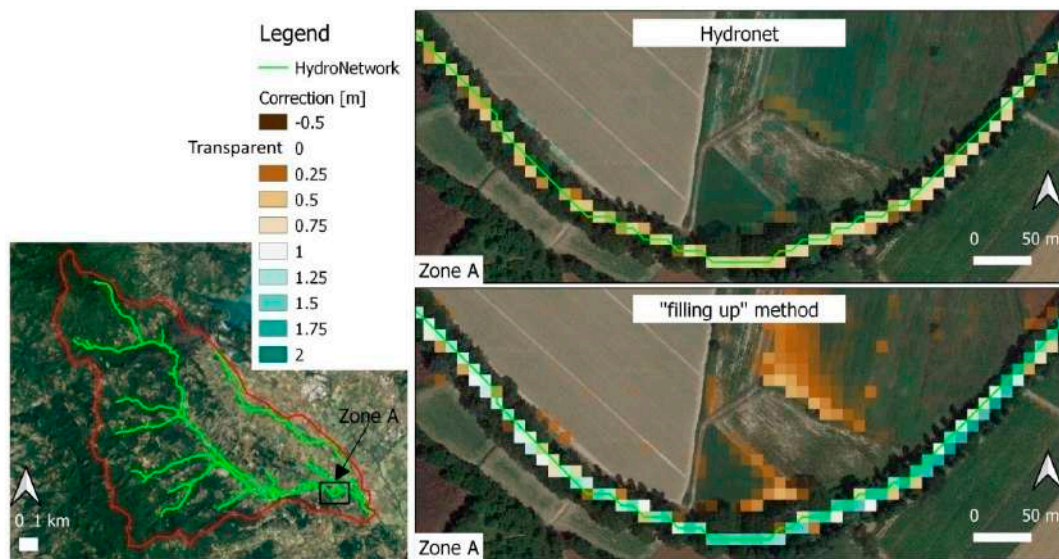 Legend
HydroNetwork
Correction [m]
-0.5
Transparent 0
0.25
0.5
0.75
1
1.25
1.5
1.75
2
Zone A
0 1 km
Hydronet
0 50 m
Zone A
"filling up" method
0 50 m
Zone A